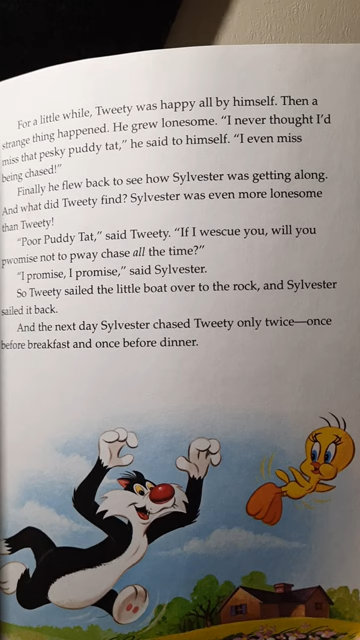 For a little while, Tweety was happy all by himself. Then a
strange thing happened. He grew lonesome. “I never thought I’d
miss that pesky puddy tat,” he said to himself. “I even miss
being chased!”
Finally he flew back to see how Sylvester was getting along.
And what did Tweety find? Sylvester was even more lonesome
than Tweety!
“Poor Puddy Tat,” said Tweety. “If I wescue you, will you
pwomise not to pway chase all the time?”
“I promise, I promise,” said Sylvester.
So Tweety sailed the little boat over to the rock, and Sylvester
sailed it back.
And the next day Sylvester chased Tweety only twice—once
before breakfast and once before dinner.